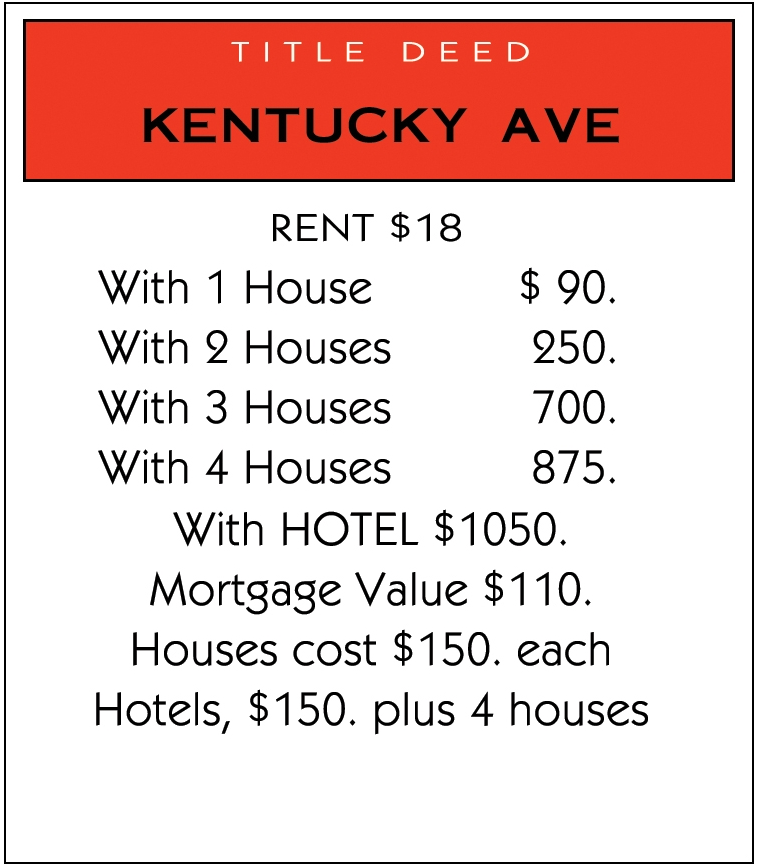 TITLE DEED
KENTUCKY AVE
RENT $18
With 1 House $ 90.
With 2 Houses 250.
With 3 Houses 700.
With 4 Houses 875.
With HOTEL $1050.
Mortgage Value $110.
Houses cost $150. each
Hotels, $150. plus 4 houses